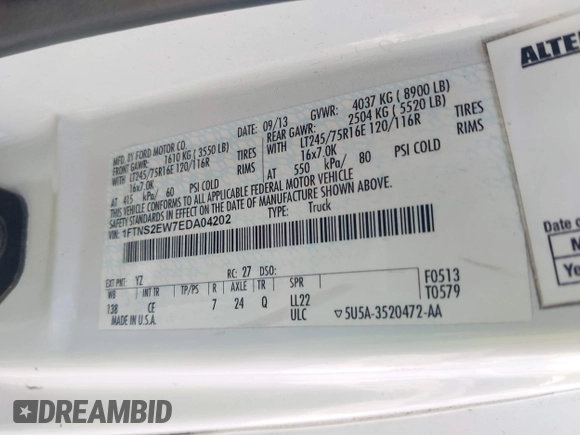 MFD. BY FORD MOTOR CO.
DATE: 09/13 GVWR: 4037 KG ( 8900 LB)
FRONT GAWR: 1610 KG ( 3550 LB) REAR GAWR: 2504 KG ( 5520 LB)
LT245/75R16E 120/116R TIRES LT245/75R16E 120/116R TIRES
16x7.0K RIMS 16x7.0K RIMS
AT 415 kPa/ 60 PSI COLD AT 550 kPa/ 80 PSI COLD
THIS VEHICLE CONFORMS TO ALL APPLICABLE FEDERAL MOTOR VEHICLE
SAFETY STANDARDS IN EFFECT ON THE DATE OF MANUFACTURE SHOWN ABOVE.
VIN: 1FTNS2EW7EDA04202
TYPE: Truck
EXT PNT: YZ RC: 27 DSO:
WB INT TR TP/PS R AXLE TR SPR F0513
138 CE 7 24 Q LL22 T0579
MADE IN U.S.A. ULC ▽5U5A-3520472-AA
ALTE
Date o
Ye
DREAMBID